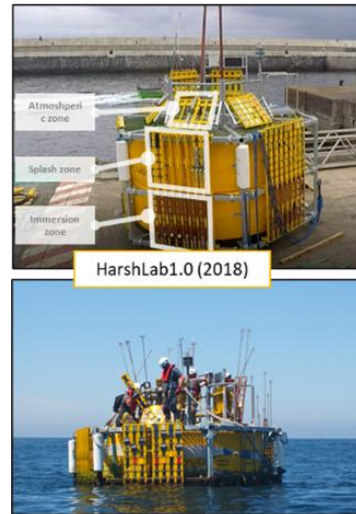 Atmoshperi
c zone
Splash zone
Immersion
zone
HarshLab1.0 (2018)